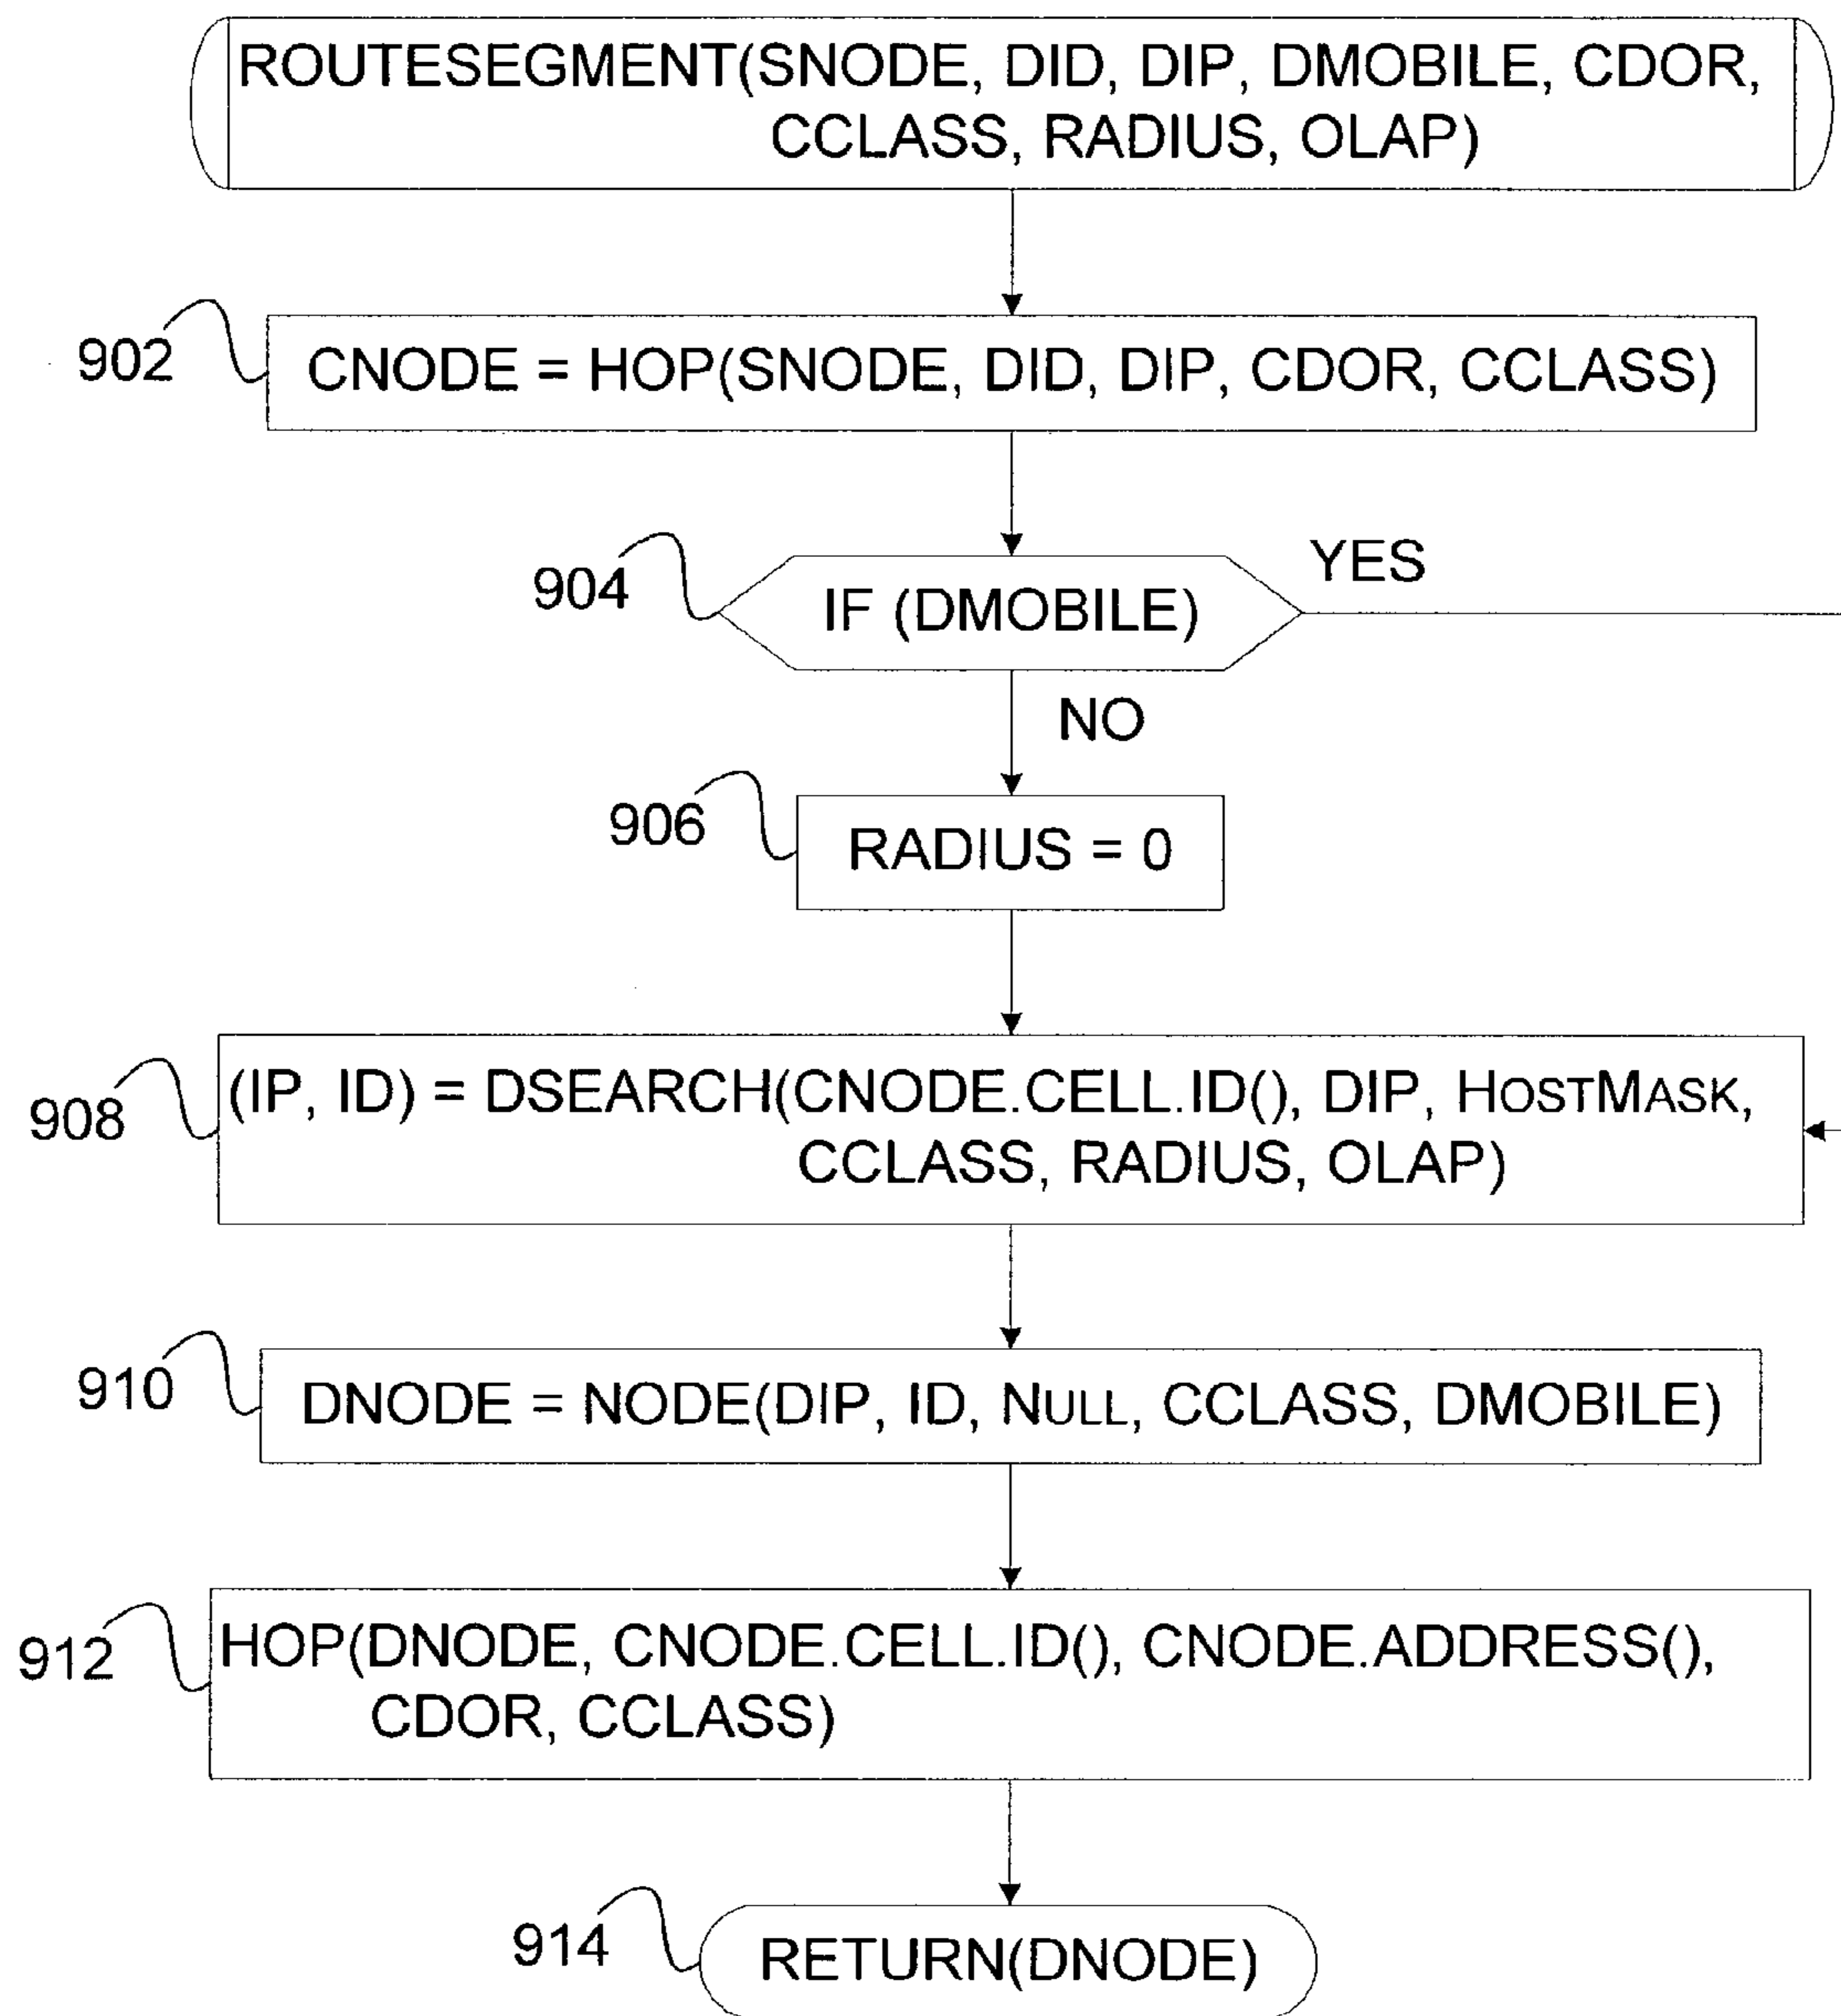 ROUTESEGMENT(SNODE, DID, DIP, DMOBILE, CDOR,
CCLASS, RADIUS, OLAP)
902
CNODE = HOP(SNODE, DID, DIP, CDOR, CCLASS)
904
IF (DMOBILE)
YES
NO
906
RADIUS = 0
908
(IP, ID) = DSEARCH(CNODE.CELL.ID(), DIP, HOSTMASK,
CCLASS, RADIUS, OLAP)
910
DNODE = NODE(DIP, ID, NULL, CCLASS, DMOBILE)
912
HOP(DNODE, CNODE.CELL.ID(), CNODE.ADDRESS(),
CDOR, CCLASS)
914
RETURN(DNODE)